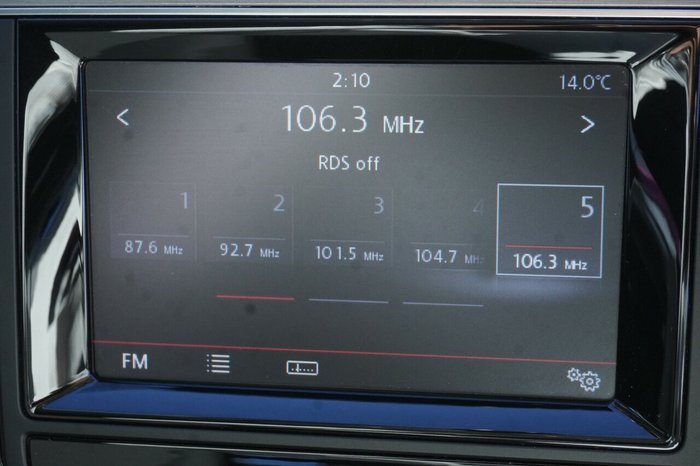 2:10 14.0°C
106.3 MHz
RDS off
1 2 3 4 5
87.6 MHz 92.7 MHz 101.5 MHz 104.7 MHz 106.3 MHz
FM